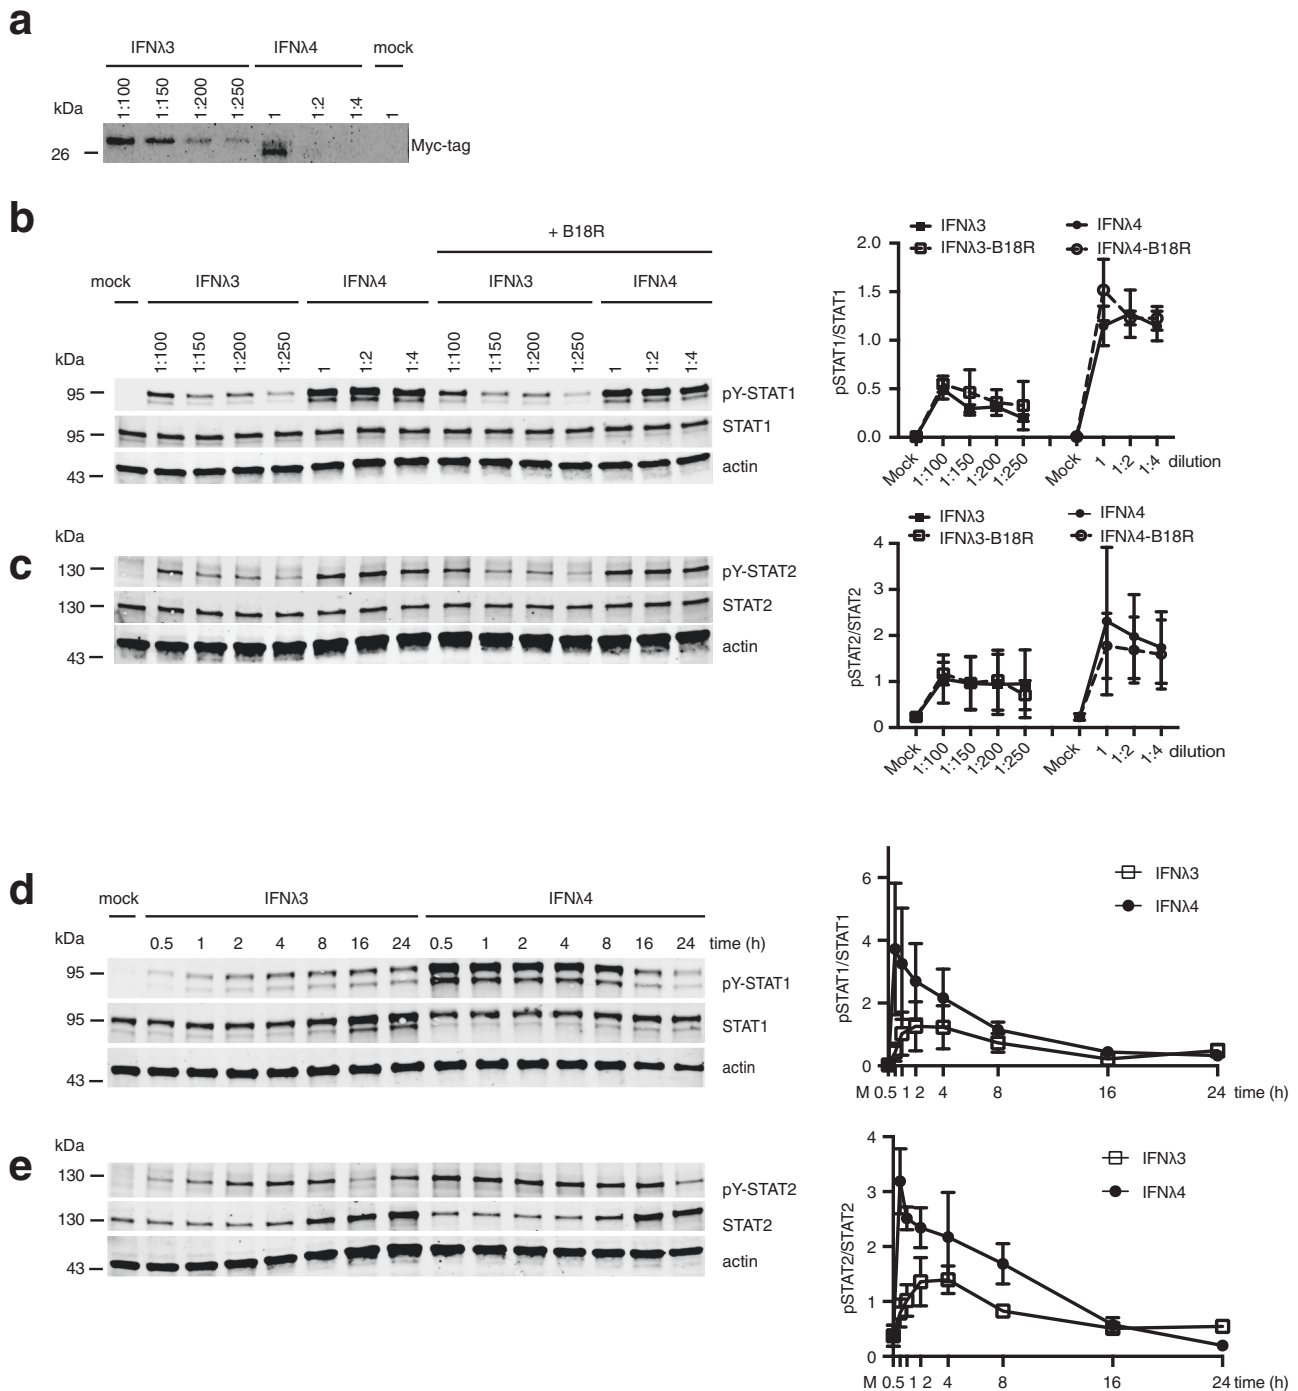 a
IFNλ3 IFNλ4 mock
kDa 1:100 1:150 1:200 1:250 1 1:2 1:4 1
26 Myc-tag
b
+ B18R
mock IFNλ3 IFNλ4 IFNλ3 IFNλ4
kDa 1:100 1:150 1:200 1:250 1 1:2 1:4 1:100 1:150 1:200 1:250 1 1:2 1:4
95 pY-STAT1
95 STAT1
43 actin
IFNλ3 IFNλ4
IFNλ3-B18R IFNλ4-B18R
pSTAT1/STAT1
2.0
1.5
1.0
0.5
0.0
Mock 1:100 1:150 1:200 1:250 Mock 1 1:2 1:4 dilution
c
kDa
130 pY-STAT2
130 STAT2
43 actin
IFNλ3 IFNλ4
IFNλ3-B18R IFNλ4-B18R
pSTAT2/STAT2
4
3
2
1
0
Mock 1:100 1:150 1:200 1:250 Mock 1 1:2 1:4 dilution
d
mock IFNλ3 IFNλ4
kDa 0.5 1 2 4 8 16 24 0.5 1 2 4 8 16 24 time (h)
95 pY-STAT1
95 STAT1
43 actin
IFNλ3
IFNλ4
pSTAT1/STAT1
6
4
2
0
M 0.5 1 2 4 8 16 24 time (h)
e
kDa
130 pY-STAT2
130 STAT2
43 actin
IFNλ3
IFNλ4
pSTAT2/STAT2
4
3
2
1
0
M 0.5 1 2 4 8 16 24 time (h)